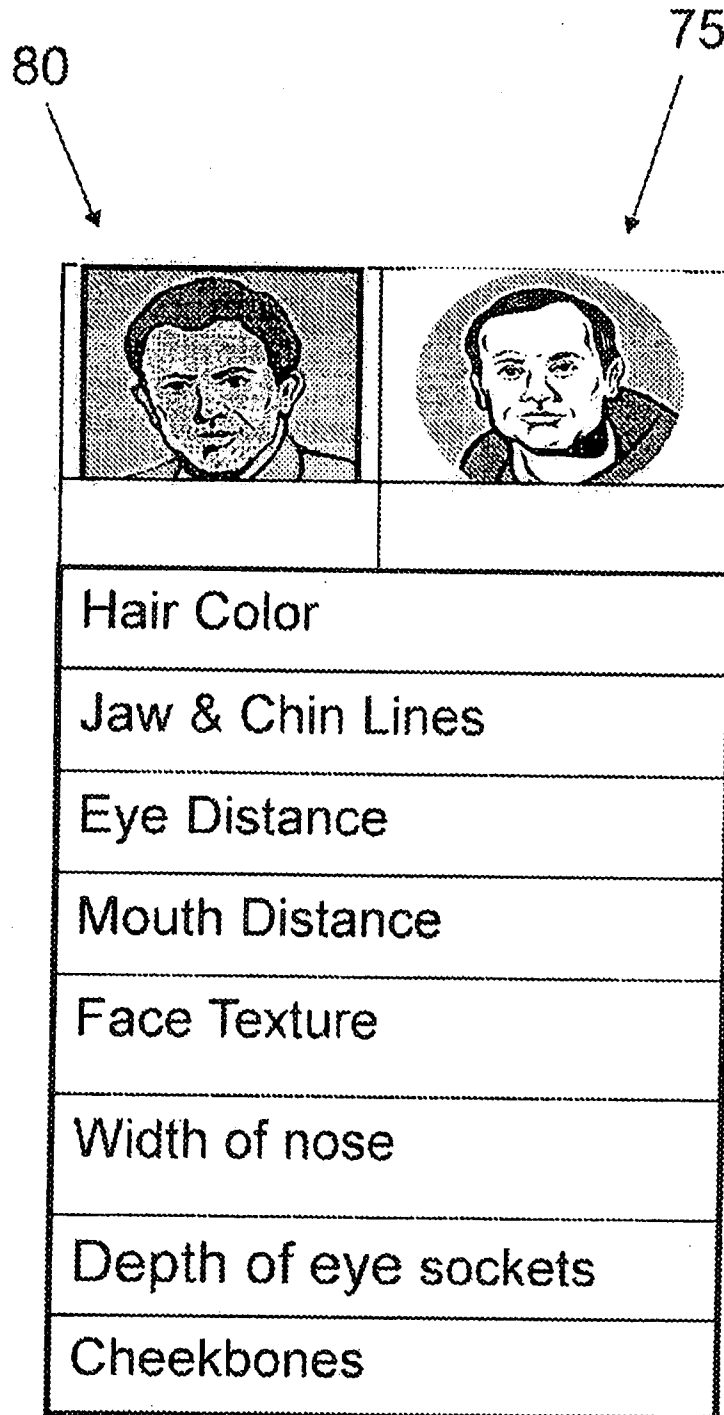 80
75
Hair Color
Jaw & Chin Lines
Eye Distance
Mouth Distance
Face Texture
Width of nose
Depth of eye sockets
Cheekbones